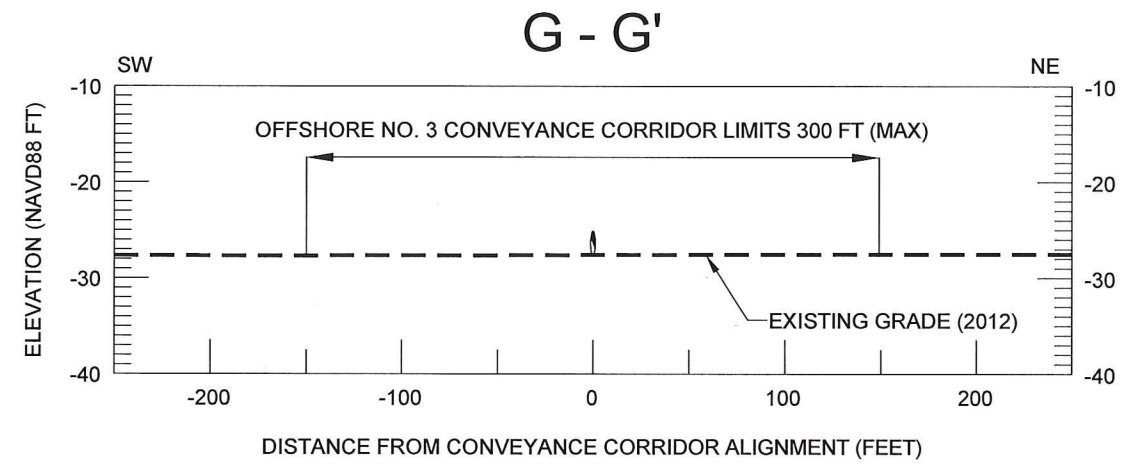 G - G'
SW
NE
-10
-10
OFFSHORE NO. 3 CONVEYANCE CORRIDOR LIMITS 300 FT (MAX)
-20
-20
ELEVATION (NAVD88 FT)
-30
-30
EXISTING GRADE (2012)
-40
-40
-200
-100
0
100
200
DISTANCE FROM CONVEYANCE CORRIDOR ALIGNMENT (FEET)